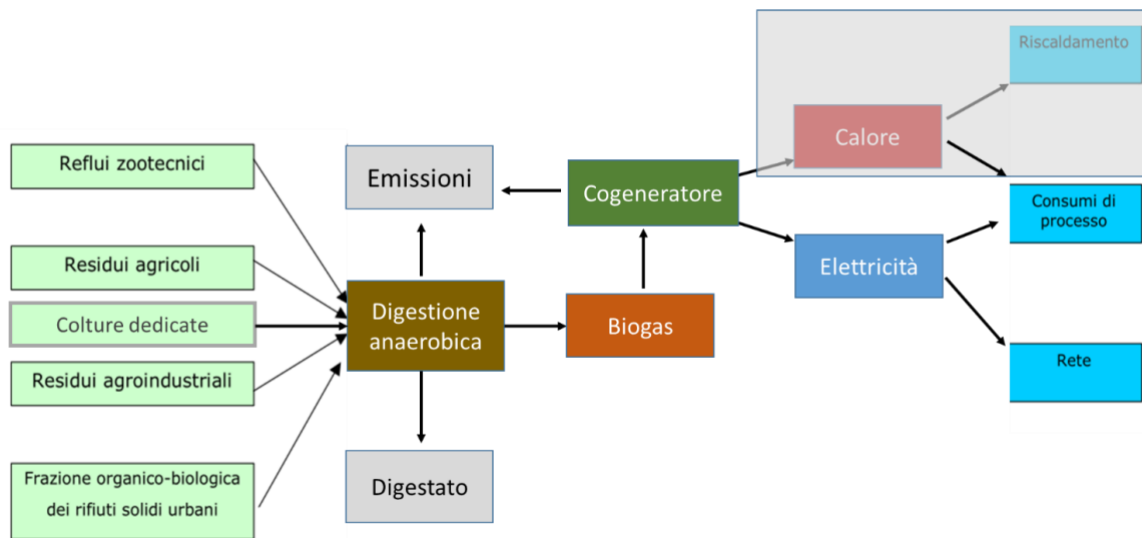 Reflui zootecnici
Residui agricoli
Colture dedicate
Residui agroindustriali
Frazione organico-biologica
dei rifiuti solidi urbani
Emissioni
Digestione
anaerobica
Digestato
Cogeneratore
Biogas
Calore
Elettricità
Riscaldamento
Consumi di
processo
Rete